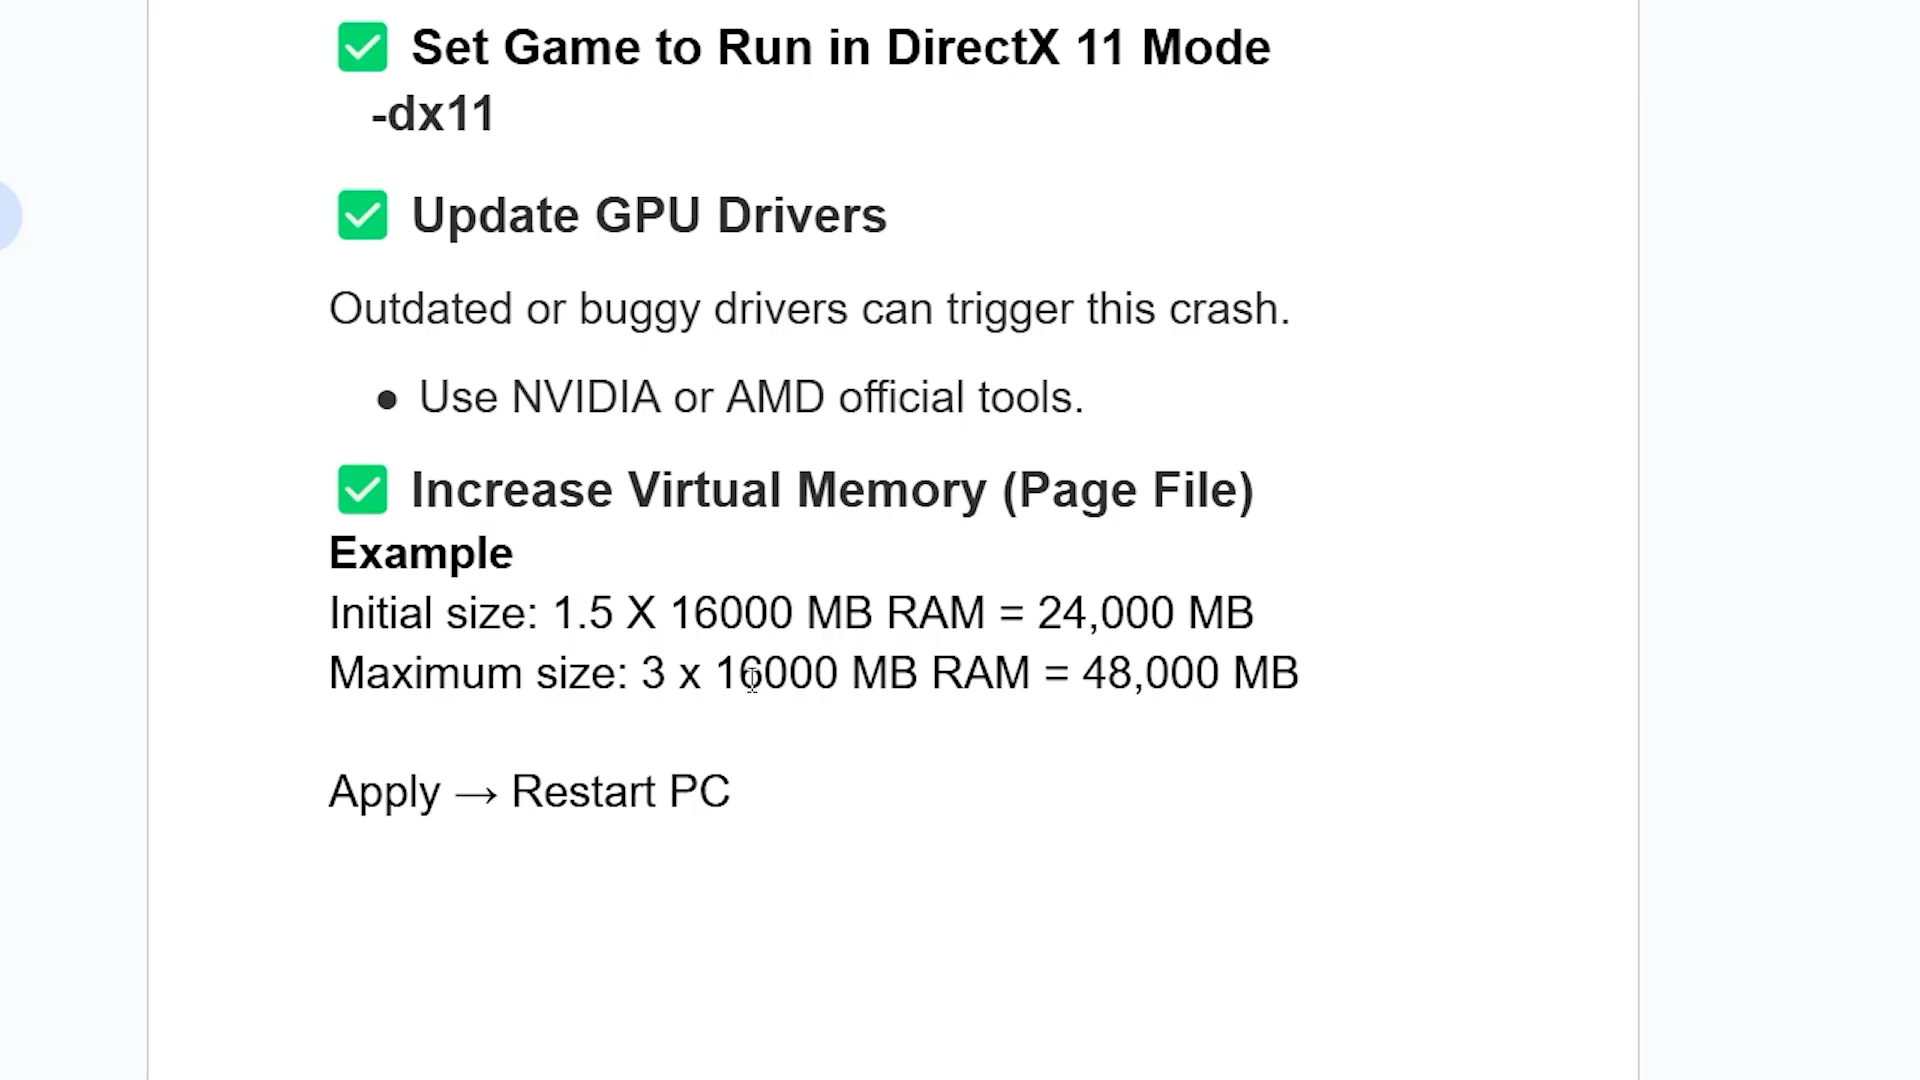 ✅ Set Game to Run in DirectX 11 Mode
-dx11
✅ Update GPU Drivers
Outdated or buggy drivers can trigger this crash.
● Use NVIDIA or AMD official tools.
✅ Increase Virtual Memory (Page File)
Example
Initial size: 1.5 X 16000 MB RAM = 24,000 MB
Maximum size: 3 x 16000 MB RAM = 48,000 MB
Apply → Restart PC